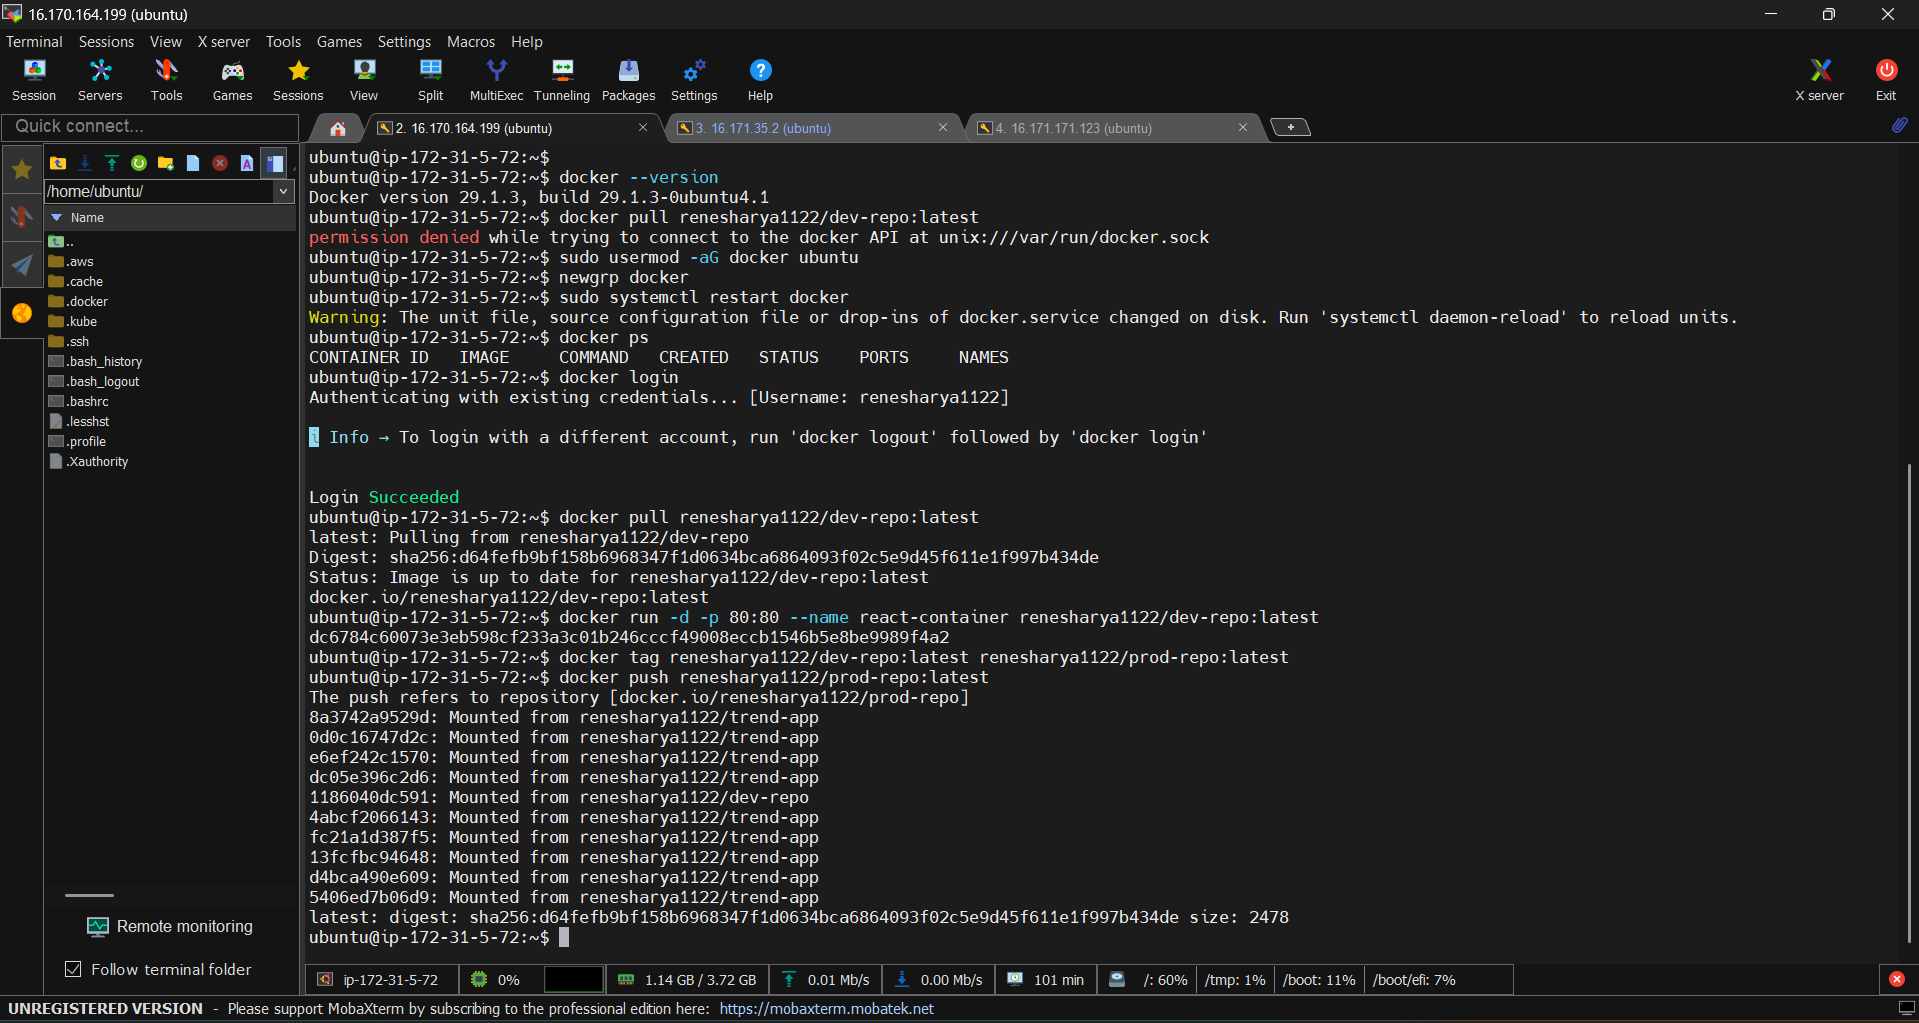 16.170.164.199 (ubuntu)
Terminal Sessions View X server Tools Games Settings Macros Help
Session Servers Tools Games Sessions View Split MultiExec Tunneling Packages Settings Help X server Exit
Quick connect...
2. 16.170.164.199 (ubuntu)
3. 16.171.35.2 (ubuntu)
4. 16.171.171.123 (ubuntu)
/home/ubuntu/
Name
..
.aws
.cache
.docker
.kube
.ssh
.bash_history
.bash_logout
.bashrc
.lesshst
.profile
.Xauthority
Remote monitoring
Follow terminal folder
ubuntu@ip-172-31-5-72:~$
ubuntu@ip-172-31-5-72:~$ docker --version
Docker version 29.1.3, build 29.1.3-0ubuntu4.1
ubuntu@ip-172-31-5-72:~$ docker pull renesharya1122/dev-repo:latest
permission denied while trying to connect to the docker API at unix:///var/run/docker.sock
ubuntu@ip-172-31-5-72:~$ sudo usermod -aG docker ubuntu
ubuntu@ip-172-31-5-72:~$ newgrp docker
ubuntu@ip-172-31-5-72:~$ sudo systemctl restart docker
Warning: The unit file, source configuration file or drop-ins of docker.service changed on disk. Run 'systemctl daemon-reload' to reload units.
ubuntu@ip-172-31-5-72:~$ docker ps
CONTAINER ID   IMAGE     COMMAND   CREATED   STATUS    PORTS     NAMES
ubuntu@ip-172-31-5-72:~$ docker login
Authenticating with existing credentials... [Username: renesharya1122]
i Info → To login with a different account, run 'docker logout' followed by 'docker login'
Login Succeeded
ubuntu@ip-172-31-5-72:~$ docker pull renesharya1122/dev-repo:latest
latest: Pulling from renesharya1122/dev-repo
Digest: sha256:d64fefb9bf158b6968347f1d0634bca6864093f02c5e9d45f611e1f997b434de
Status: Image is up to date for renesharya1122/dev-repo:latest
docker.io/renesharya1122/dev-repo:latest
ubuntu@ip-172-31-5-72:~$ docker run -d -p 80:80 --name react-container renesharya1122/dev-repo:latest
dc6784c60073e3eb598cf233a3c01b246cccf49008eccb1546b5e8be9989f4a2
ubuntu@ip-172-31-5-72:~$ docker tag renesharya1122/dev-repo:latest renesharya1122/prod-repo:latest
ubuntu@ip-172-31-5-72:~$ docker push renesharya1122/prod-repo:latest
The push refers to repository [docker.io/renesharya1122/prod-repo]
8a3742a9529d: Mounted from renesharya1122/trend-app
0d0c16747d2c: Mounted from renesharya1122/trend-app
e6ef242c1570: Mounted from renesharya1122/trend-app
dc05e396c2d6: Mounted from renesharya1122/trend-app
1186040dc591: Mounted from renesharya1122/dev-repo
4abcf2066143: Mounted from renesharya1122/trend-app
fc21a1d387f5: Mounted from renesharya1122/trend-app
13fcfbc94648: Mounted from renesharya1122/trend-app
d4bca490e609: Mounted from renesharya1122/trend-app
5406ed7b06d9: Mounted from renesharya1122/trend-app
latest: digest: sha256:d64fefb9bf158b6968347f1d0634bca6864093f02c5e9d45f611e1f997b434de size: 2478
ubuntu@ip-172-31-5-72:~$
ip-172-31-5-72 0% 1.14 GB / 3.72 GB 0.01 Mb/s 0.00 Mb/s 101 min /: 60% /tmp: 1% /boot: 11% /boot/efi: 7%
UNREGISTERED VERSION - Please support MobaXterm by subscribing to the professional edition here: https://mobaxterm.mobatek.net